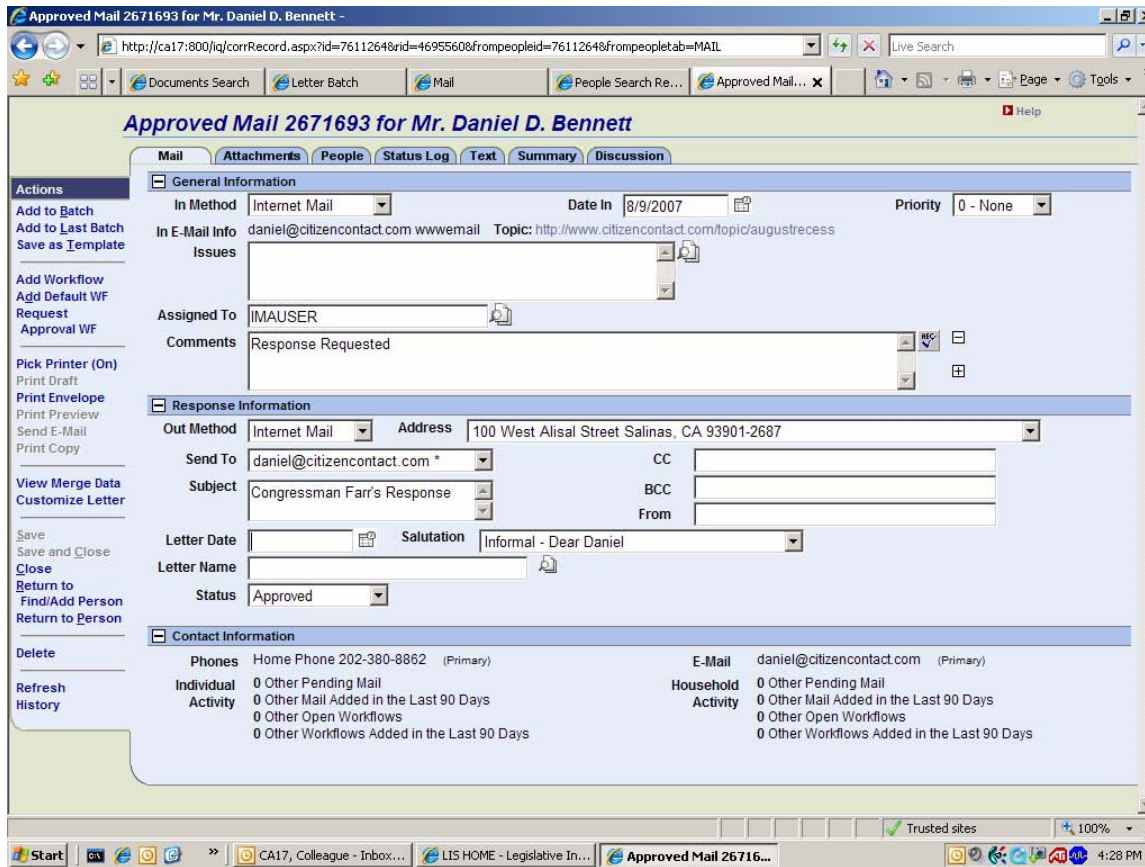 Approved Mail 2671693 for Mr. Daniel D. Bennett -
http://ca17:800/iq/corrRecord.aspx?id=7611264&rid=4695560&frompeopleid=7611264&frompeopletab=MAIL
Live Search
Documents Search
Letter Batch
Mail
People Search Re...
Approved Mail...
Page
Tools
Help
Approved Mail 2671693 for Mr. Daniel D. Bennett
Mail Attachments People Status Log Text Summary Discussion
Actions
Add to Batch
Add to Last Batch
Save as Template
Add Workflow
Add Default WF
Request
Approval WF
Pick Printer (On)
Print Draft
Print Envelope
Print Preview
Send E-Mail
Print Copy
View Merge Data
Customize Letter
Save
Save and Close
Close
Return to
Find/Add Person
Return to Person
Delete
Refresh
History
General Information
In Method Internet Mail Date In 8/9/2007 Priority 0 - None
In E-Mail Info daniel@citizencontact.com wwwemail Topic: http://www.citizencontact.com/topic/augustrecess
Issues
Assigned To IMAUSER
Comments Response Requested
Response Information
Out Method Internet Mail Address 100 West Alisal Street Salinas, CA 93901-2687
Send To daniel@citizencontact.com * CC
Subject Congressman Farr's Response BCC
From
Letter Date Salutation Informal - Dear Daniel
Letter Name
Status Approved
Contact Information
Phones Home Phone 202-380-8862 (Primary) E-Mail daniel@citizencontact.com (Primary)
Individual Activity
0 Other Pending Mail
0 Other Mail Added in the Last 90 Days
0 Other Open Workflows
0 Other Workflows Added in the Last 90 Days
Household Activity
0 Other Pending Mail
0 Other Mail Added in the Last 90 Days
0 Other Open Workflows
0 Other Workflows Added in the Last 90 Days
Trusted sites 100%
Start
CA17, Colleague - Inbox...
LIS HOME - Legislative In...
Approved Mail 26716...
4:28 PM